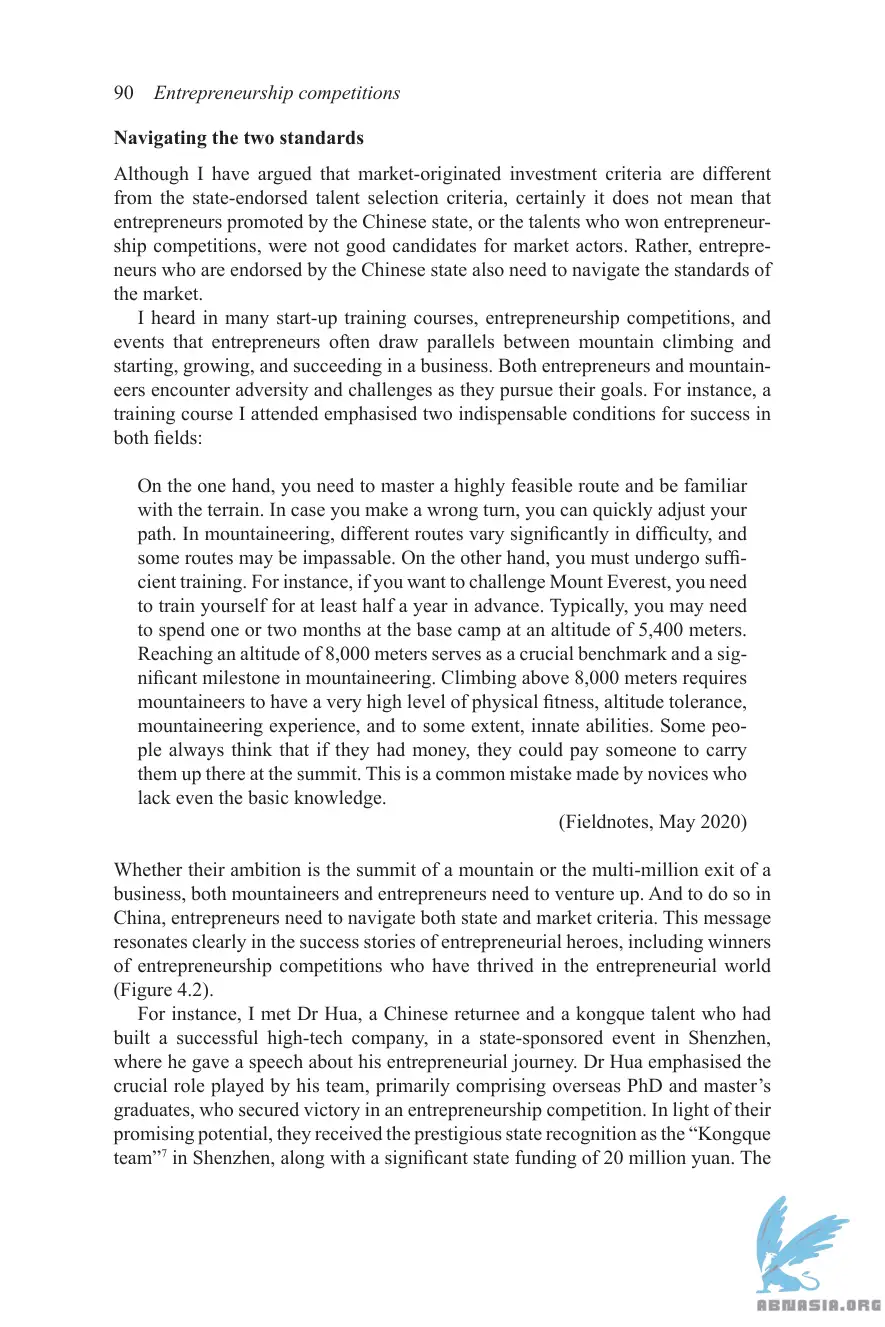 90 Entrepreneurship competitions
Navigating the two standards
Although I have argued that market-originated investment criteria are different
from the state-endorsed talent selection criteria, certainly it does not mean that
entrepreneurs promoted by the Chinese state, or the talents who won entrepreneur-
ship competitions, were not good candidates for market actors. Rather, entrepre-
neurs who are endorsed by the Chinese state also need to navigate the standards of
the market.
I heard in many start-up training courses, entrepreneurship competitions, and
events that entrepreneurs often draw parallels between mountain climbing and
starting, growing, and succeeding in a business. Both entrepreneurs and mountain-
eers encounter adversity and challenges as they pursue their goals. For instance, a
training course I attended emphasised two indispensable conditions for success in
both fields:
On the one hand, you need to master a highly feasible route and be familiar
with the terrain. In case you make a wrong turn, you can quickly adjust your
path. In mountaineering, different routes vary significantly in difficulty, and
some routes may be impassable. On the other hand, you must undergo suffi-
cient training. For instance, if you want to challenge Mount Everest, you need
to train yourself for at least half a year in advance. Typically, you may need
to spend one or two months at the base camp at an altitude of 5,400 meters.
Reaching an altitude of 8,000 meters serves as a crucial benchmark and a sig-
nificant milestone in mountaineering. Climbing above 8,000 meters requires
mountaineers to have a very high level of physical fitness, altitude tolerance,
mountaineering experience, and to some extent, innate abilities. Some peo-
ple always think that if they had money, they could pay someone to carry
them up there at the summit. This is a common mistake made by novices who
lack even the basic knowledge.
(Fieldnotes, May 2020)
Whether their ambition is the summit of a mountain or the multi-million exit of a
business, both mountaineers and entrepreneurs need to venture up. And to do so in
China, entrepreneurs need to navigate both state and market criteria. This message
resonates clearly in the success stories of entrepreneurial heroes, including winners
of entrepreneurship competitions who have thrived in the entrepreneurial world
(Figure 4.2).
For instance, I met Dr Hua, a Chinese returnee and a kongque talent who had
built a successful high-tech company, in a state-sponsored event in Shenzhen,
where he gave a speech about his entrepreneurial journey. Dr Hua emphasised the
crucial role played by his team, primarily comprising overseas PhD and master’s
graduates, who secured victory in an entrepreneurship competition. In light of their
promising potential, they received the prestigious state recognition as the “Kongque
team”7 in Shenzhen, along with a significant state funding of 20 million yuan. The
ABNASIA.ORG